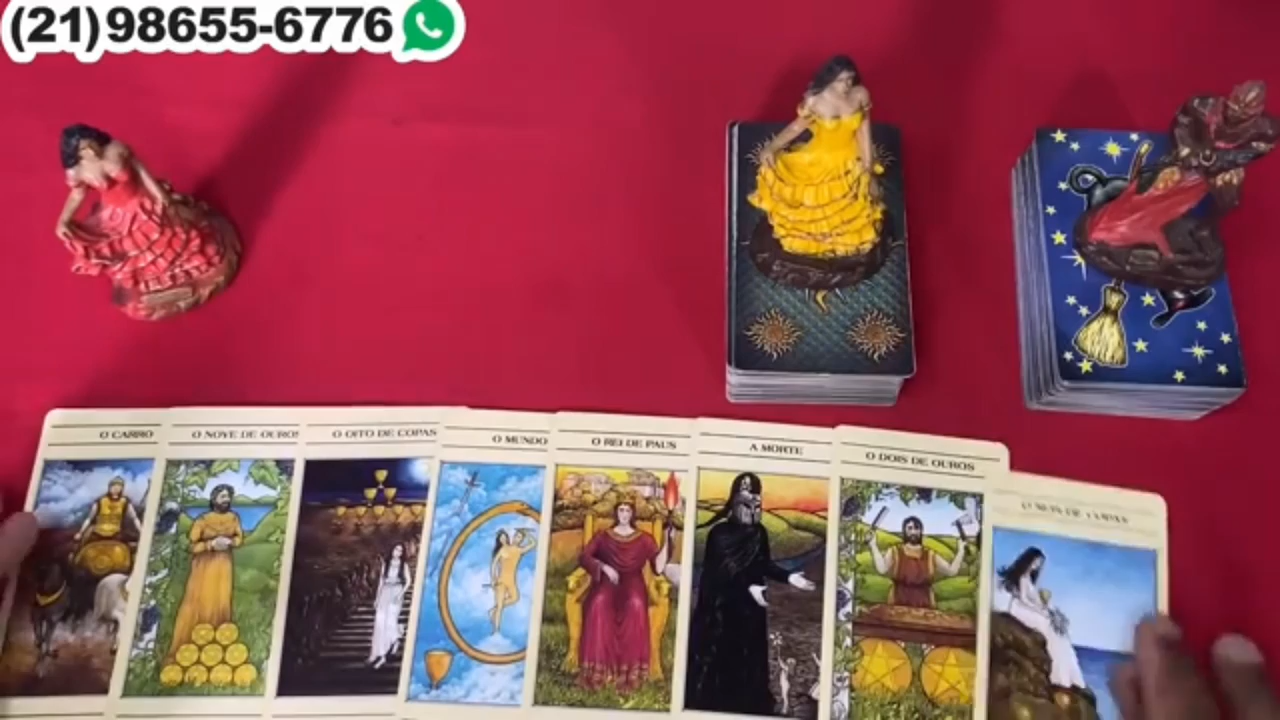 (21)98655-6776
O CARRO
O NOVE DE OUROS
O OITO DE COPAS
O MUNDO
O REI DE PAUS
A MORTE
O DOIS DE OUROS